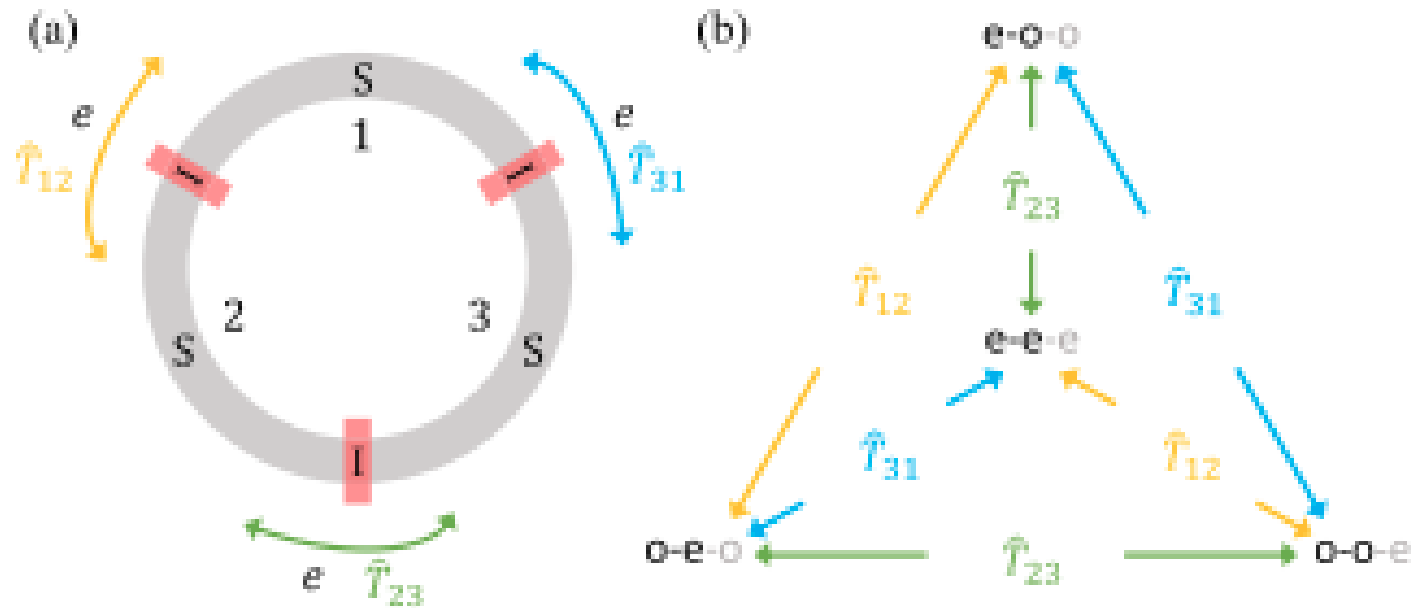 (a)
S
1
e
T̂12
I
e
T̂31
I
2
S
3
S
I
e T̂23
(b)
e-o-o
T̂23
T̂12
T̂31
e-e-e
T̂31
T̂12
o-e-o
T̂23
o-o-e